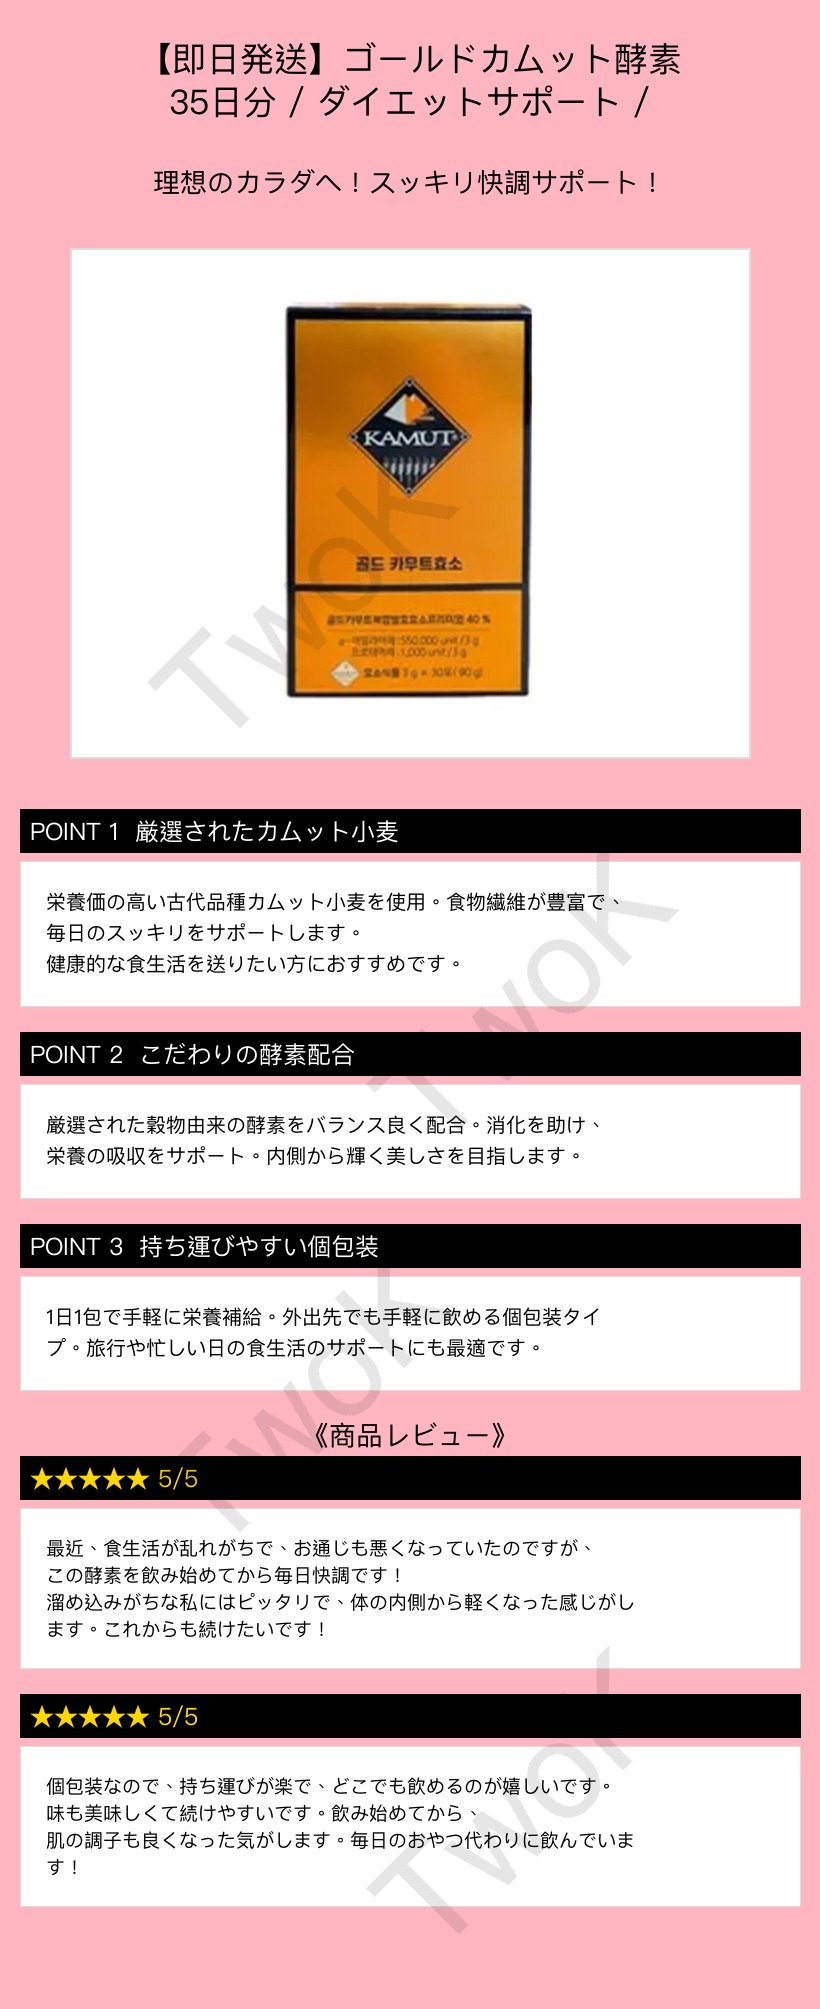 【即日発送】ゴールドカムット酵素
35日分 / ダイエットサポート /
理想のカラダへ！スッキリ快調サポート！
KAMUT
골드 카무트효소
골드카무트복합발효효소프리미엄 40 %
α-아밀라아제:550,000 unit/3g
프로테아제:1,000 unit/3g
효소식품 3g × 30포(90g)
TwoK
POINT 1 厳選されたカムット小麦
栄養価の高い古代品種カムット小麦を使用。食物繊維が豊富で、
毎日のスッキリをサポートします。
健康的な食生活を送りたい方におすすめです。
TwoK
POINT 2 こだわりの酵素配合
厳選された穀物由来の酵素をバランス良く配合。消化を助け、
栄養の吸収をサポート。内側から輝く美しさを目指します。
POINT 3 持ち運びやすい個包装
1日1包で手軽に栄養補給。外出先でも手軽に飲める個包装タイ
プ。旅行や忙しい日の食生活のサポートにも最適です。
TwoK
《商品レビュー》
★★★★★ 5/5
最近、食生活が乱れがちで、お通じも悪くなっていたのですが、
この酵素を飲み始めてから毎日快調です！
溜め込みがちな私にはピッタリで、体の内側から軽くなった感じがし
ます。これからも続けたいです！
★★★★★ 5/5
個包装なので、持ち運びが楽で、どこでも飲めるのが嬉しいです。
味も美味しくて続けやすいです。飲み始めてから、
肌の調子も良くなった気がします。毎日のおやつ代わりに飲んでいま
す！
TwoK